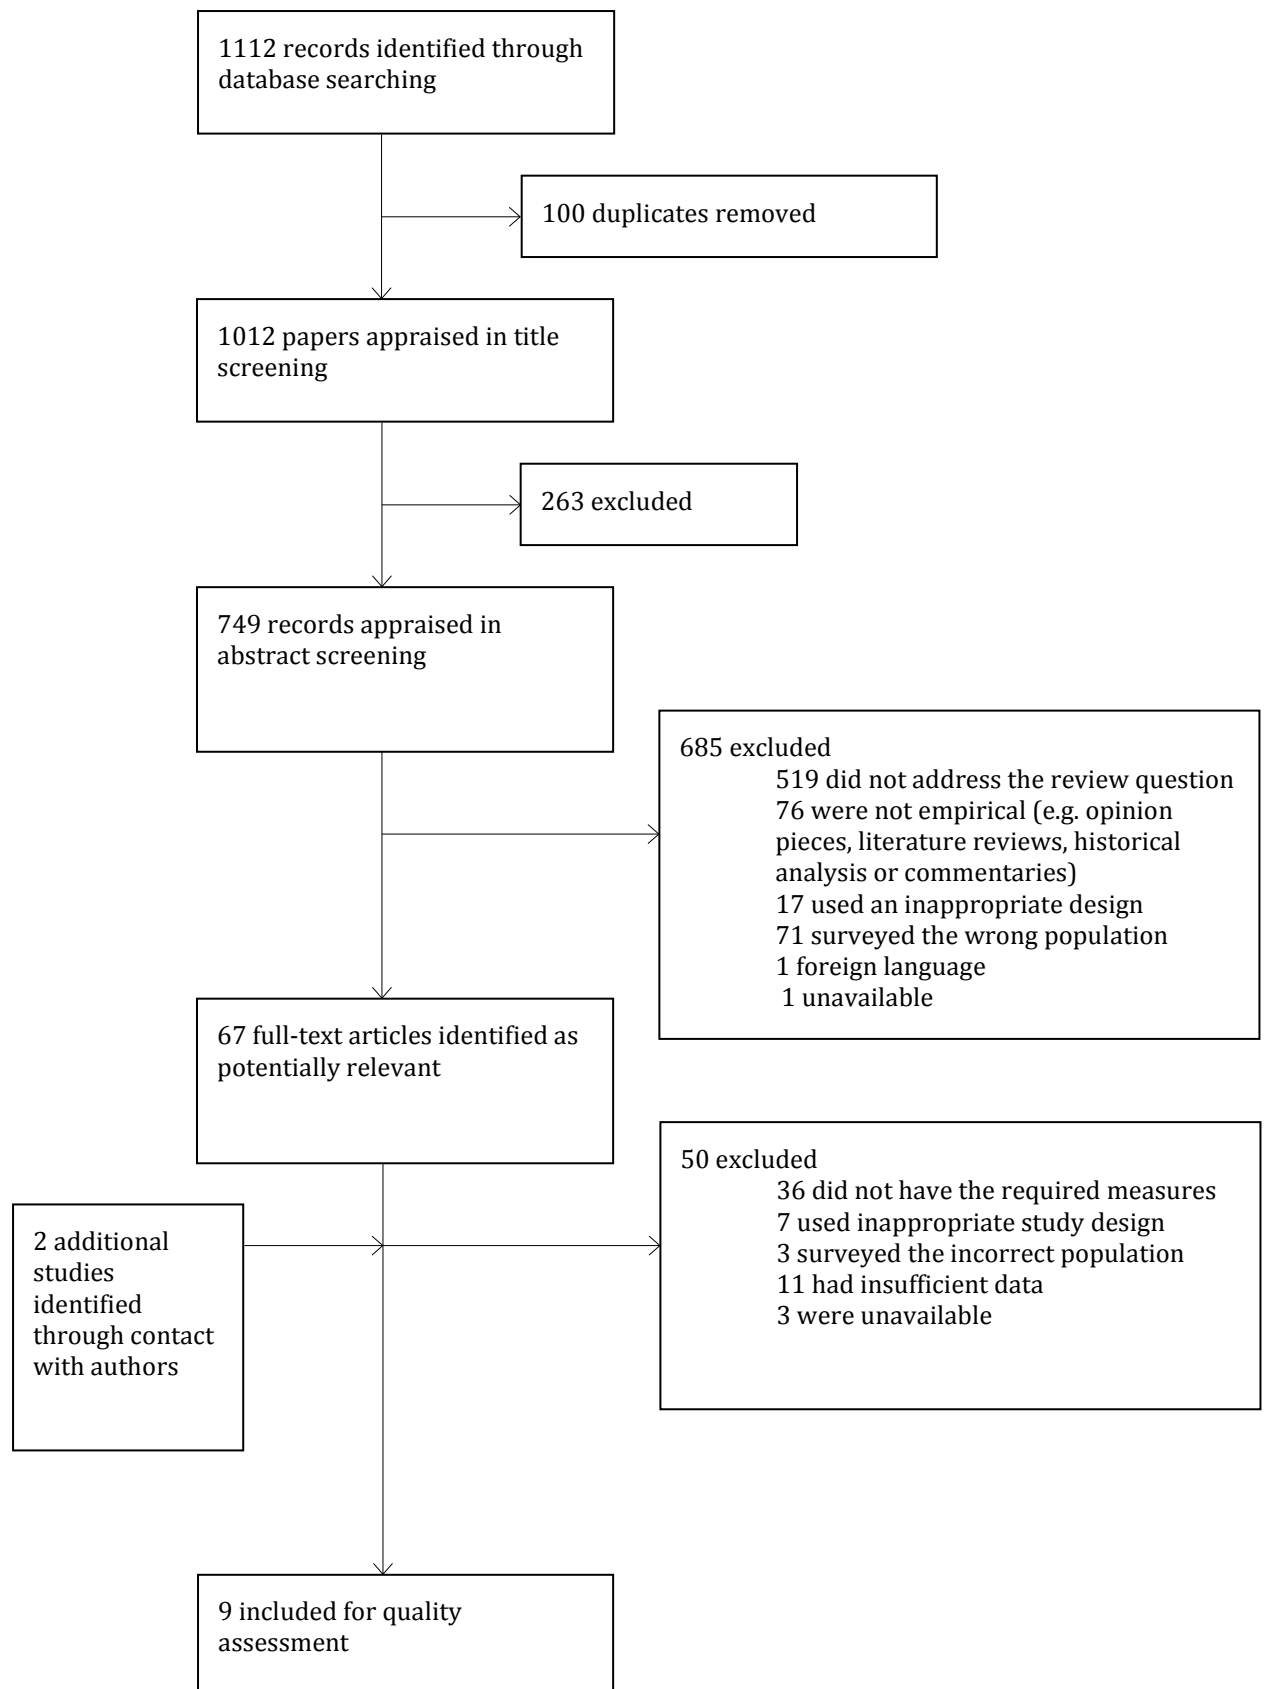 1112 records identified through
database searching
100 duplicates removed
1012 papers appraised in title
screening
263 excluded
749 records appraised in
abstract screening
685 excluded
519 did not address the review question
76 were not empirical (e.g. opinion
pieces, literature reviews, historical
analysis or commentaries)
17 used an inappropriate design
71 surveyed the wrong population
1 foreign language
1 unavailable
67 full-text articles identified as
potentially relevant
50 excluded
36 did not have the required measures
7 used inappropriate study design
3 surveyed the incorrect population
11 had insufficient data
3 were unavailable
2 additional
studies
identified
through contact
with authors
9 included for quality
assessment